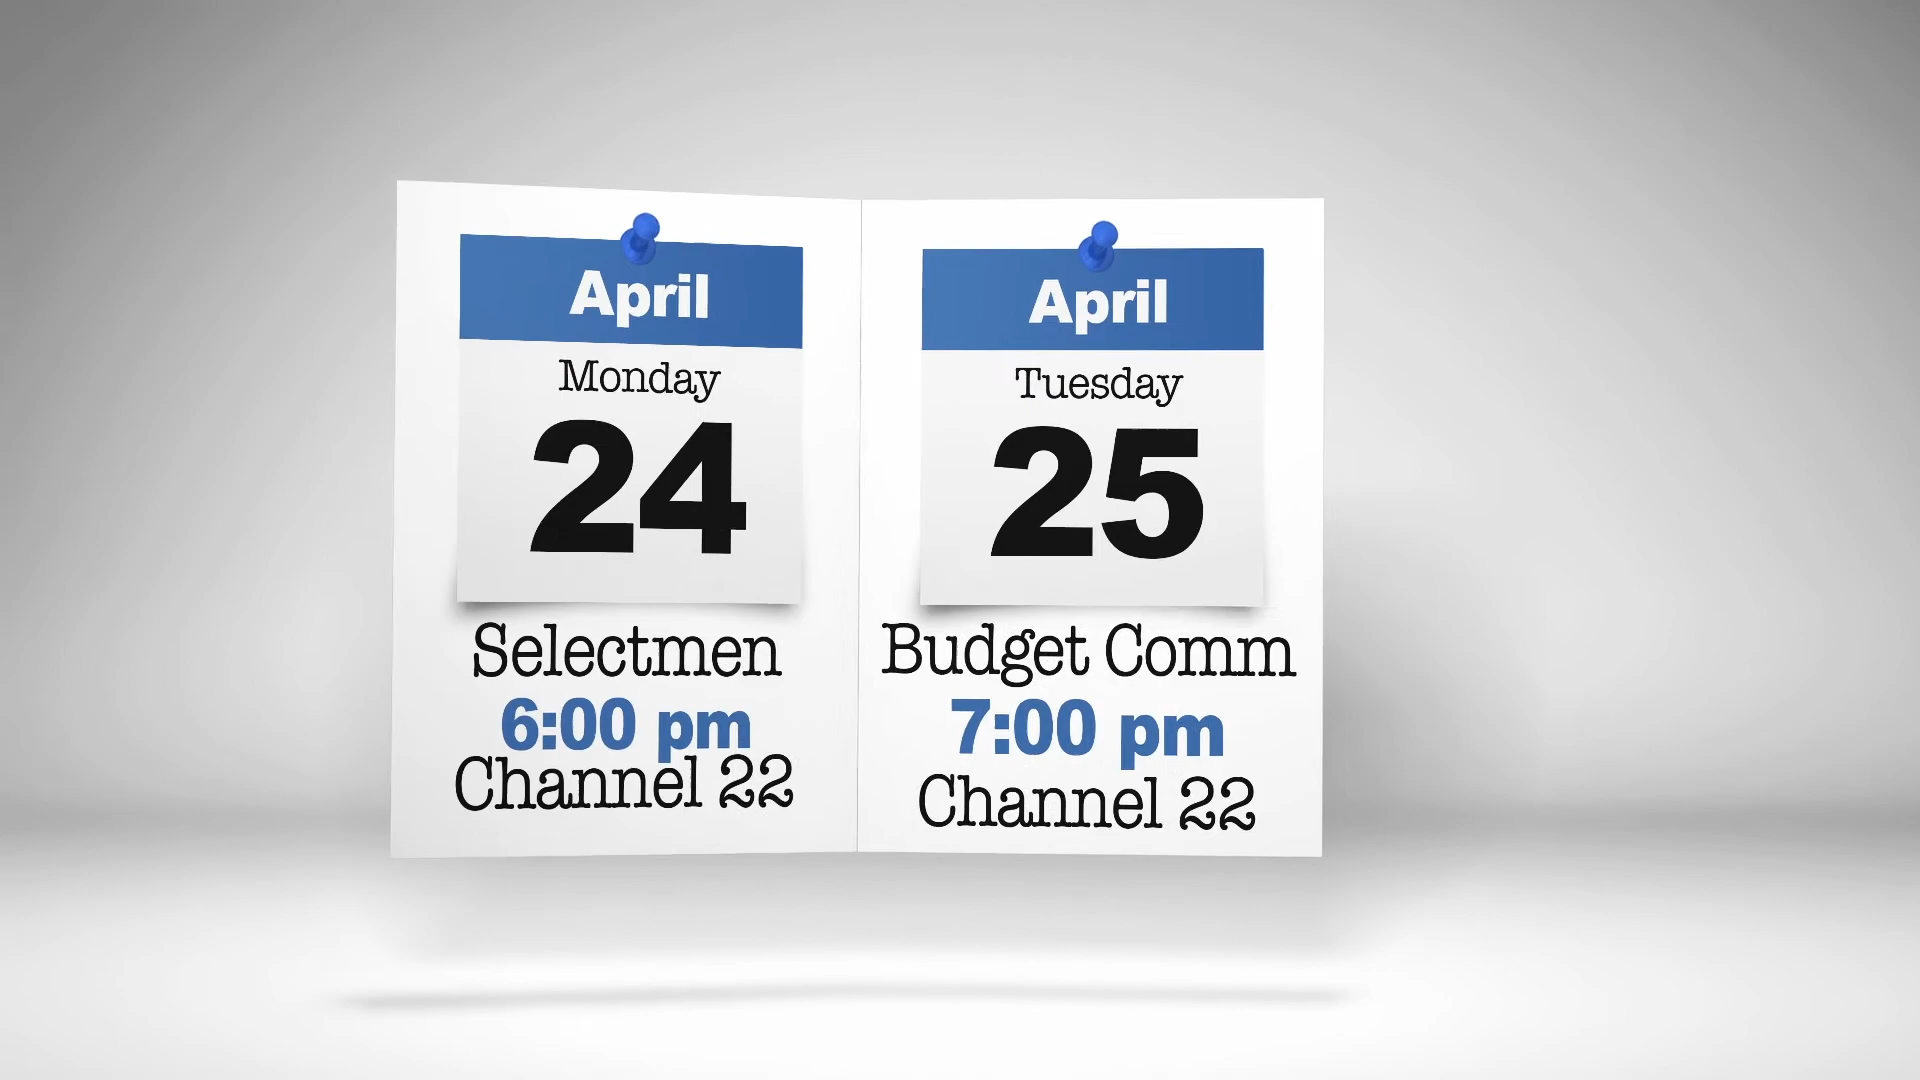 April
Monday
24
Selectmen
6:00 pm
Channel 22
April
Tuesday
25
Budget Comm
7:00 pm
Channel 22